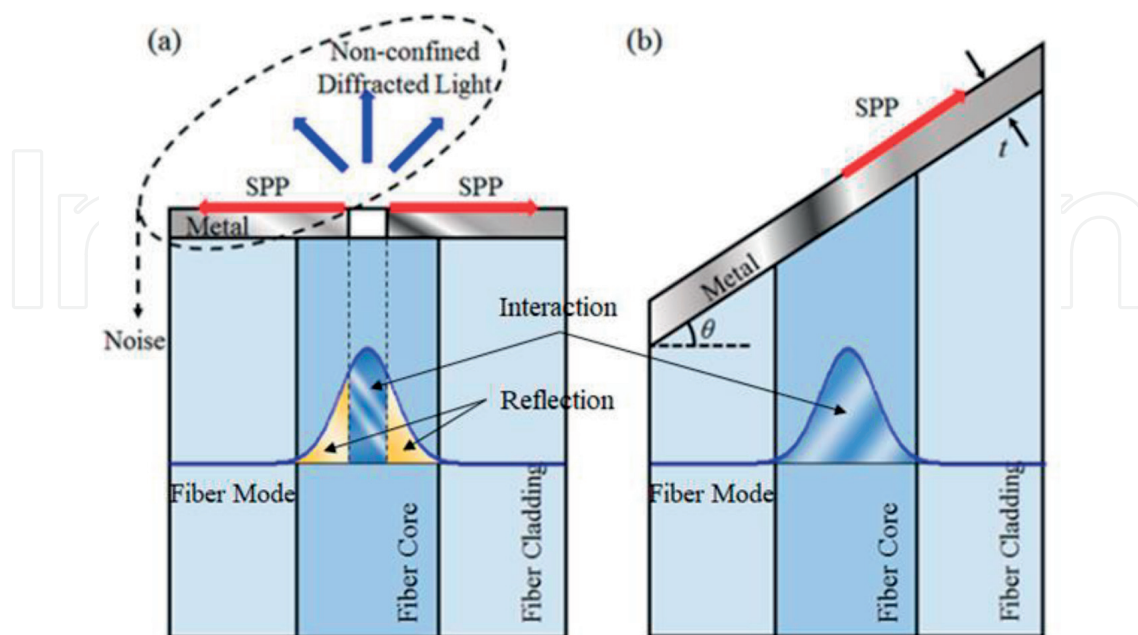 (a)
Non-confined
Diffracted Light
SPP
SPP
Metal
Noise
Interaction
Reflection
Fiber Mode
Fiber Core
Fiber Cladding
(b)
SPP
t
Metal
θ
Fiber Mode
Fiber Core
Fiber Cladding